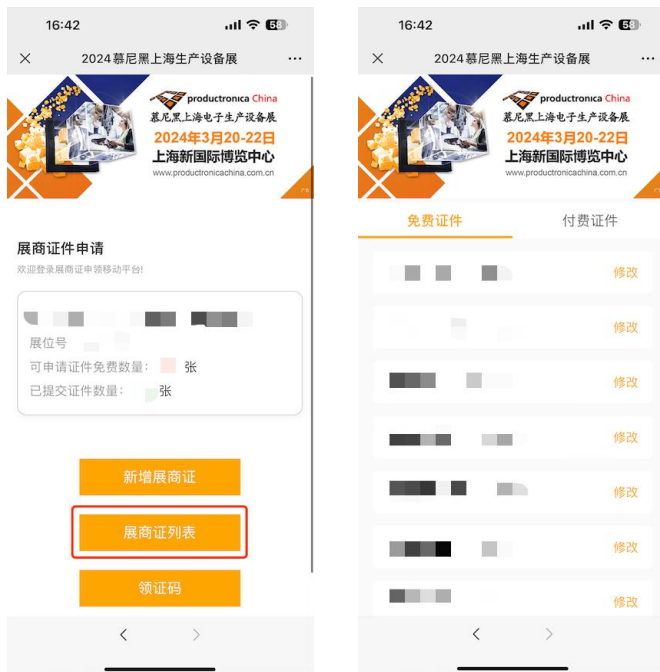 16:42
58
2024慕尼黑上海生产设备展
productronica China
慕尼黑上海电子生产设备展
2024年3月20-22日
上海新国际博览中心
www.productronicachina.com.cn
展商证件申请
欢迎登录展商证申领移动平台!
展位号
可申请证件免费数量: 张
已提交证件数量: 张
新增展商证
展商证列表
领证码
16:42
58
2024慕尼黑上海生产设备展
productronica China
慕尼黑上海电子生产设备展
2024年3月20-22日
上海新国际博览中心
www.productronicachina.com.cn
免费证件 付费证件
修改
修改
修改
修改
修改
修改
修改